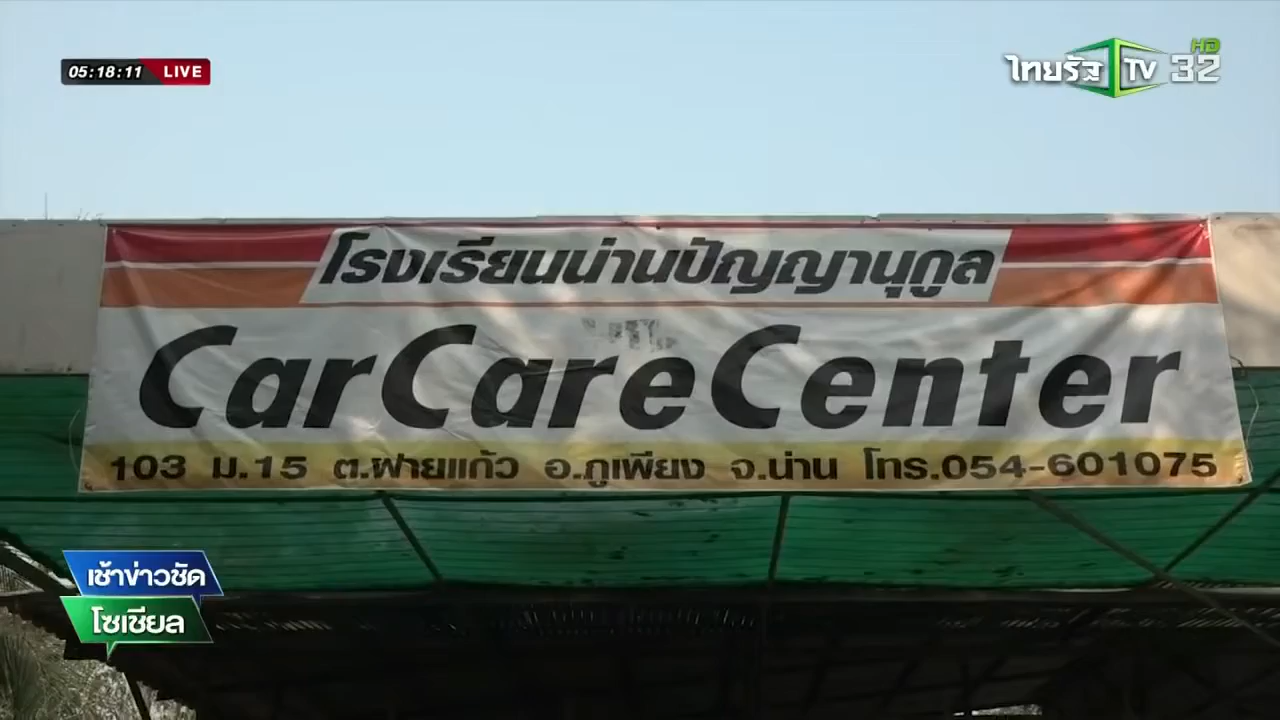 05:18:11 LIVE
ไทยรัฐ TV 32 HD
โรงเรียนน่านปัญญานุกูล
CarCareCenter
103 ม.15 ต.ฝายแก้ว อ.ภูเพียง จ.น่าน โทร.054-601075
เช้าข่าวชัด
โซเชียล